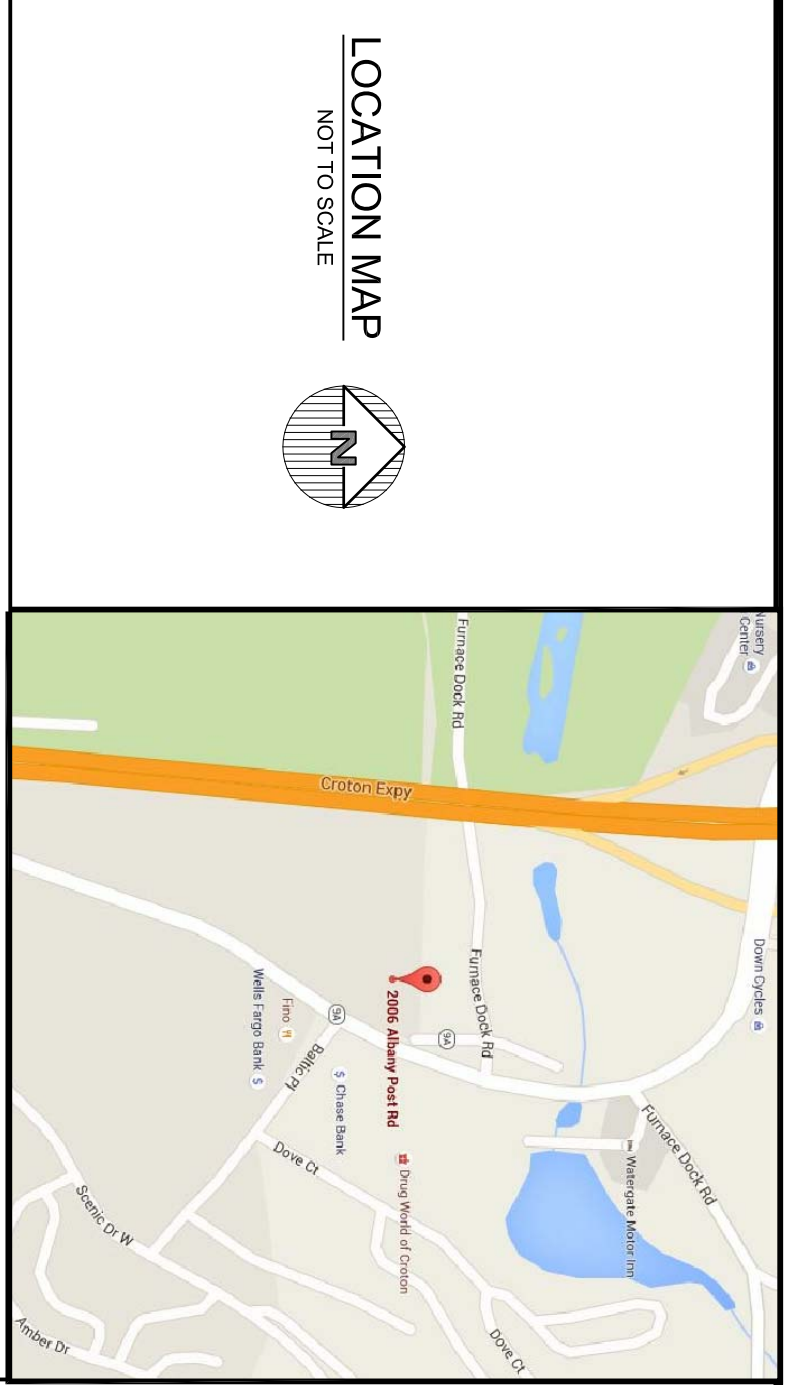 LOCATION MAP
NOT TO SCALE
N
Nursery
Center
Furnace Dock Rd
Croton Expy
Down Cycles
Furnace Dock Rd
9A
2006 Albany Post Rd
9A
Fino
Wells Fargo Bank
Baltic Pl
Chase Bank
Furnace Dock Rd
Watergate Motor Inn
Drug World of Croton
Dove Ct
Scenic Dr W
Dove Ct
Amber Dr